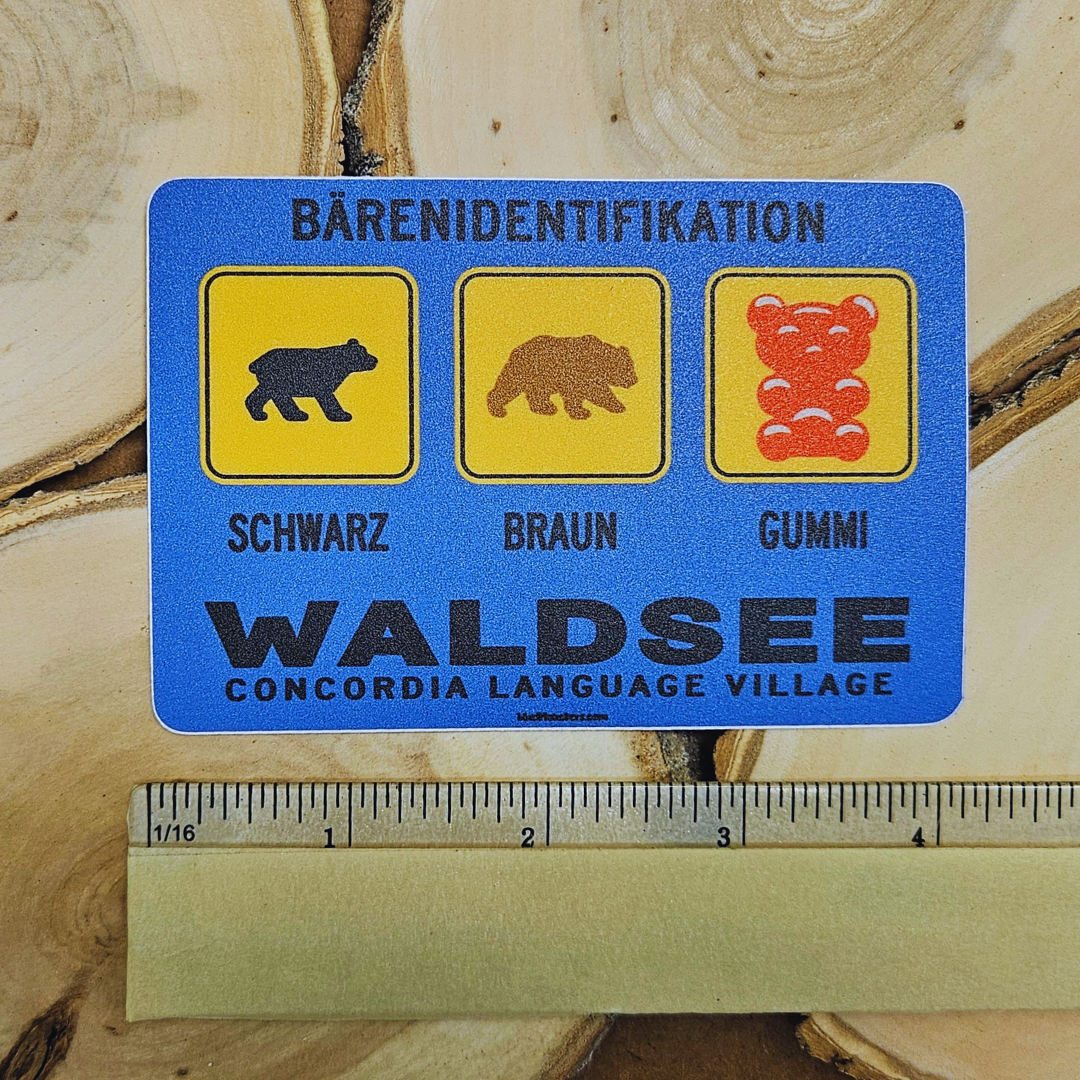 BÄRENIDENTIFIKATION
SCHWARZ BRAUN GUMMI
WALDSEE
CONCORDIA LANGUAGE VILLAGE
1/16 1 2 3 4